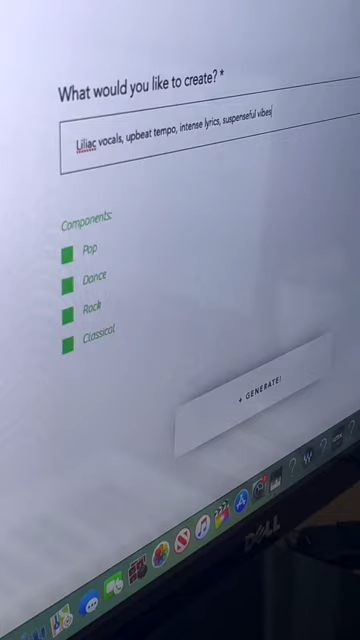 What would you like to create? *
Liliac vocals, upbeat tempo, intense lyrics, suspenseful vibes
Components:
Pop
Dance
Rock
Classical
+ GENERATE!
DELL